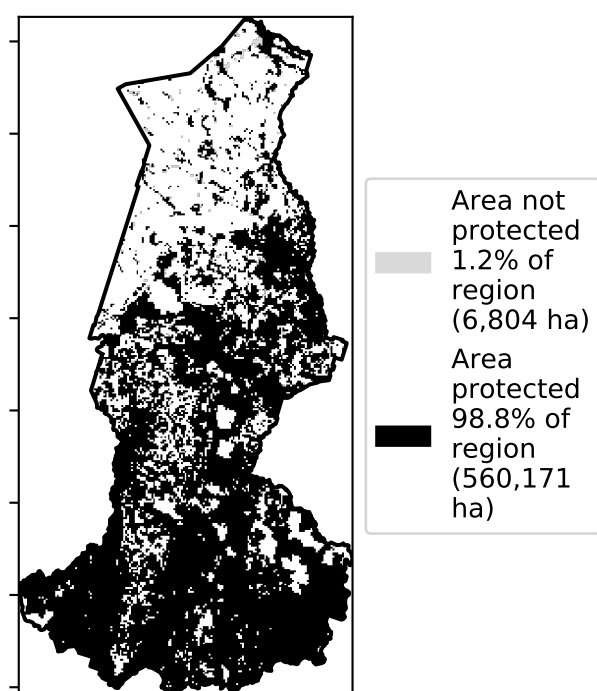 Area not
protected
1.2% of
region
(6,804 ha)
Area
protected
98.8% of
region
(560,171
ha)